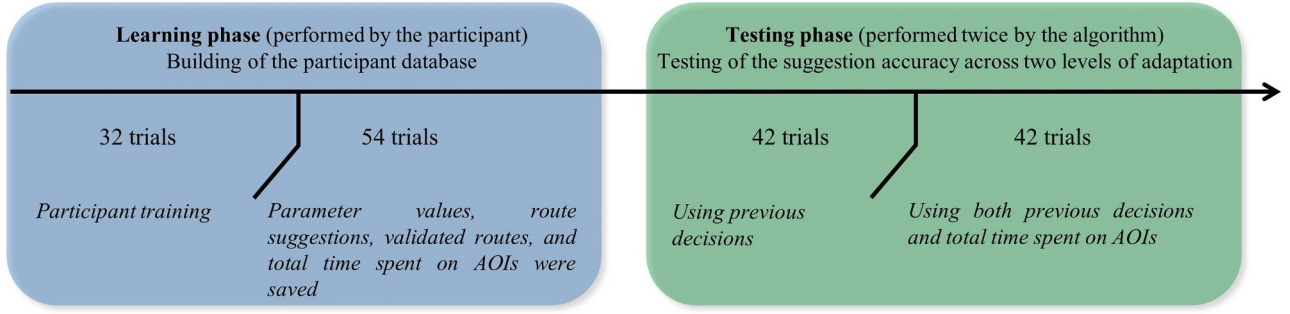 Learning phase (performed by the participant)
Building of the participant database
32 trials
54 trials
Participant training
Parameter values, route
suggestions, validated routes, and
total time spent on AOIs were
saved
Testing phase (performed twice by the algorithm)
Testing of the suggestion accuracy across two levels of adaptation
42 trials
42 trials
Using previous
decisions
Using both previous decisions
and total time spent on AOIs